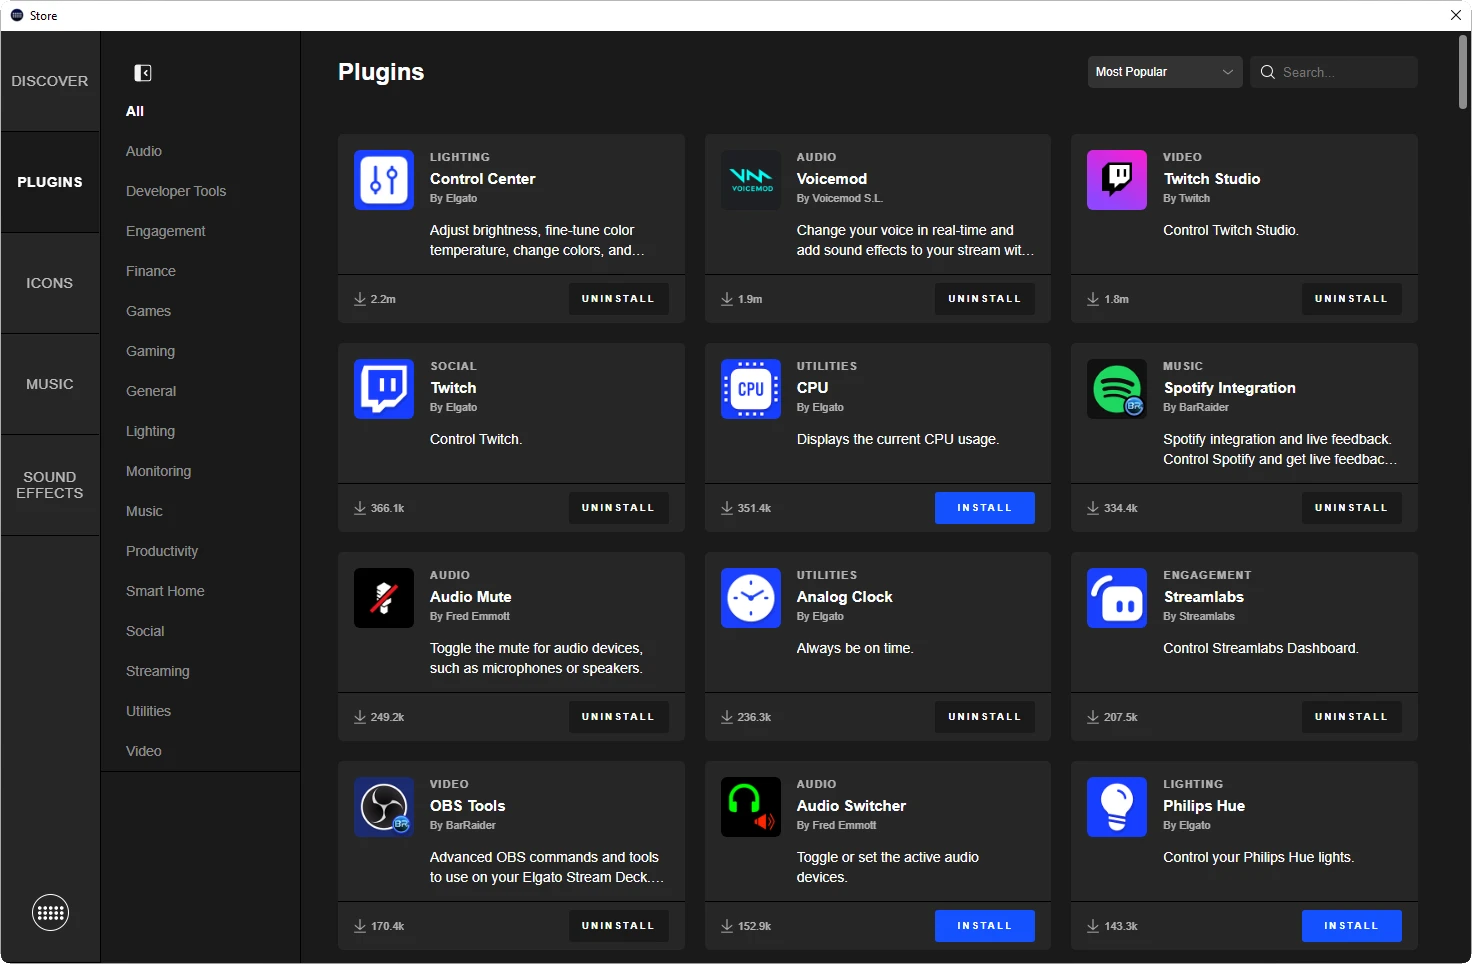 Store
DISCOVER
PLUGINS
ICONS
MUSIC
SOUND
EFFECTS
All
Audio
Developer Tools
Engagement
Finance
Games
Gaming
General
Lighting
Monitoring
Music
Productivity
Smart Home
Social
Streaming
Utilities
Video
Plugins
Most Popular
Search...
LIGHTING
Control Center
By Elgato
Adjust brightness, fine-tune color
temperature, change colors, and...
2.2m
UNINSTALL
VOICEMOD
AUDIO
Voicemod
By Voicemod S.L.
Change your voice in real-time and
add sound effects to your stream wit...
1.9m
UNINSTALL
VIDEO
Twitch Studio
By Twitch
Control Twitch Studio.
1.8m
UNINSTALL
SOCIAL
Twitch
By Elgato
Control Twitch.
366.1k
UNINSTALL
CPU
UTILITIES
CPU
By Elgato
Displays the current CPU usage.
351.4k
INSTALL
BR
MUSIC
Spotify Integration
By BarRaider
Spotify integration and live feedback.
Control Spotify and get live feedbac...
334.4k
UNINSTALL
AUDIO
Audio Mute
By Fred Emmott
Toggle the mute for audio devices,
such as microphones or speakers.
249.2k
UNINSTALL
UTILITIES
Analog Clock
By Elgato
Always be on time.
236.3k
UNINSTALL
ENGAGEMENT
Streamlabs
By Streamlabs
Control Streamlabs Dashboard.
207.5k
UNINSTALL
BR
VIDEO
OBS Tools
By BarRaider
Advanced OBS commands and tools
to use on your Elgato Stream Deck....
170.4k
UNINSTALL
AUDIO
Audio Switcher
By Fred Emmott
Toggle or set the active audio
devices.
152.9k
INSTALL
LIGHTING
Philips Hue
By Elgato
Control your Philips Hue lights.
143.3k
INSTALL